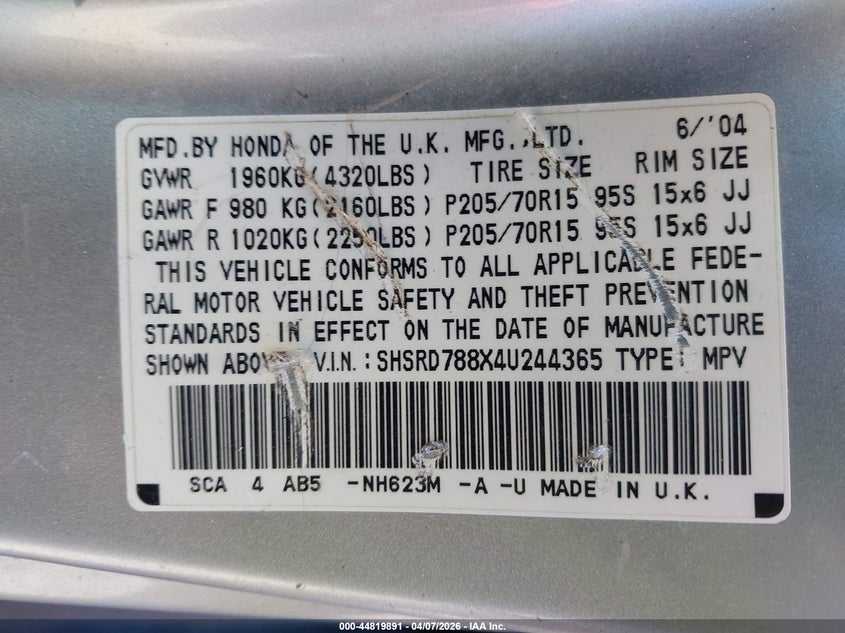 MFD.BY HONDA OF THE U.K. MFG.,LTD. 6/'04
GVWR 1960KG(4320LBS) TIRE SIZE RIM SIZE
GAWR F 980 KG(2160LBS) P205/70R15 95S 15x6 JJ
GAWR R 1020KG(2250LBS) P205/70R15 95S 15x6 JJ
THIS VEHICLE CONFORMS TO ALL APPLICABLE FEDE-
RAL MOTOR VEHICLE SAFETY AND THEFT PREVENTION
STANDARDS IN EFFECT ON THE DATE OF MANUFACTURE
SHOWN ABOVE. V.I.N.:SHSRD788X4U244365 TYPE: MPV
SCA 4 AB5 -NH623M -A -U MADE IN U.K.
000-44819891 - 04/07/2026 - IAA Inc.